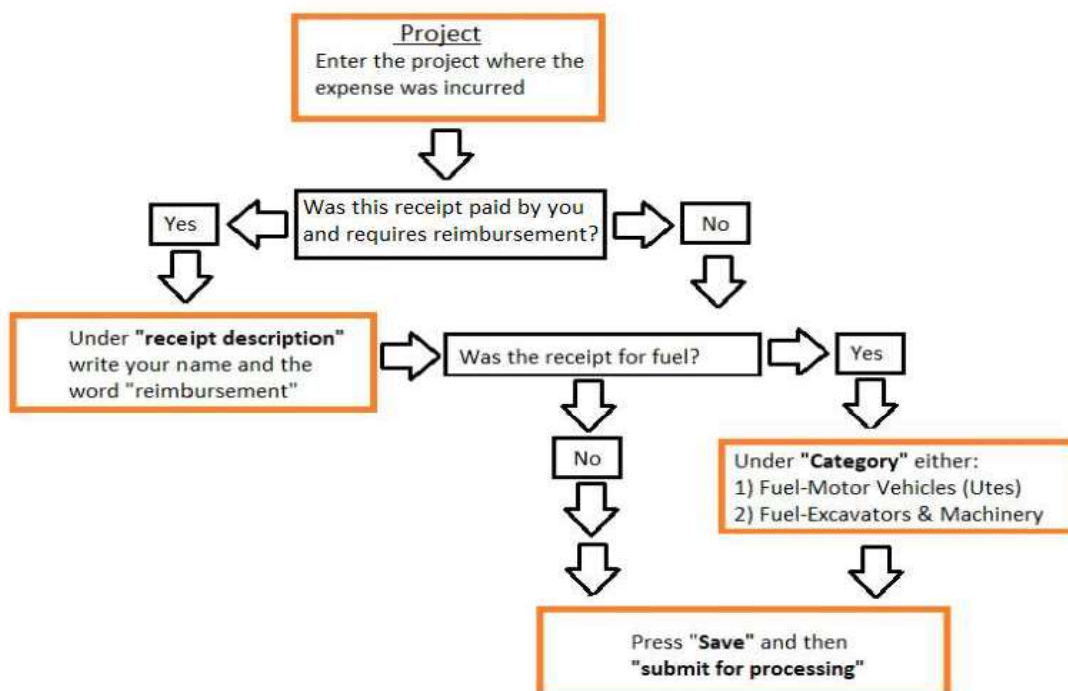 Project
Enter the project where the
expense was incurred
Was this receipt paid by you
and requires reimbursement?
Yes
No
Under "receipt description"
write your name and the
word "reimbursement"
Was the receipt for fuel?
Yes
No
Under "Category" either:
1) Fuel-Motor Vehicles (Utes)
2) Fuel-Excavators & Machinery
Press "Save" and then
"submit for processing"